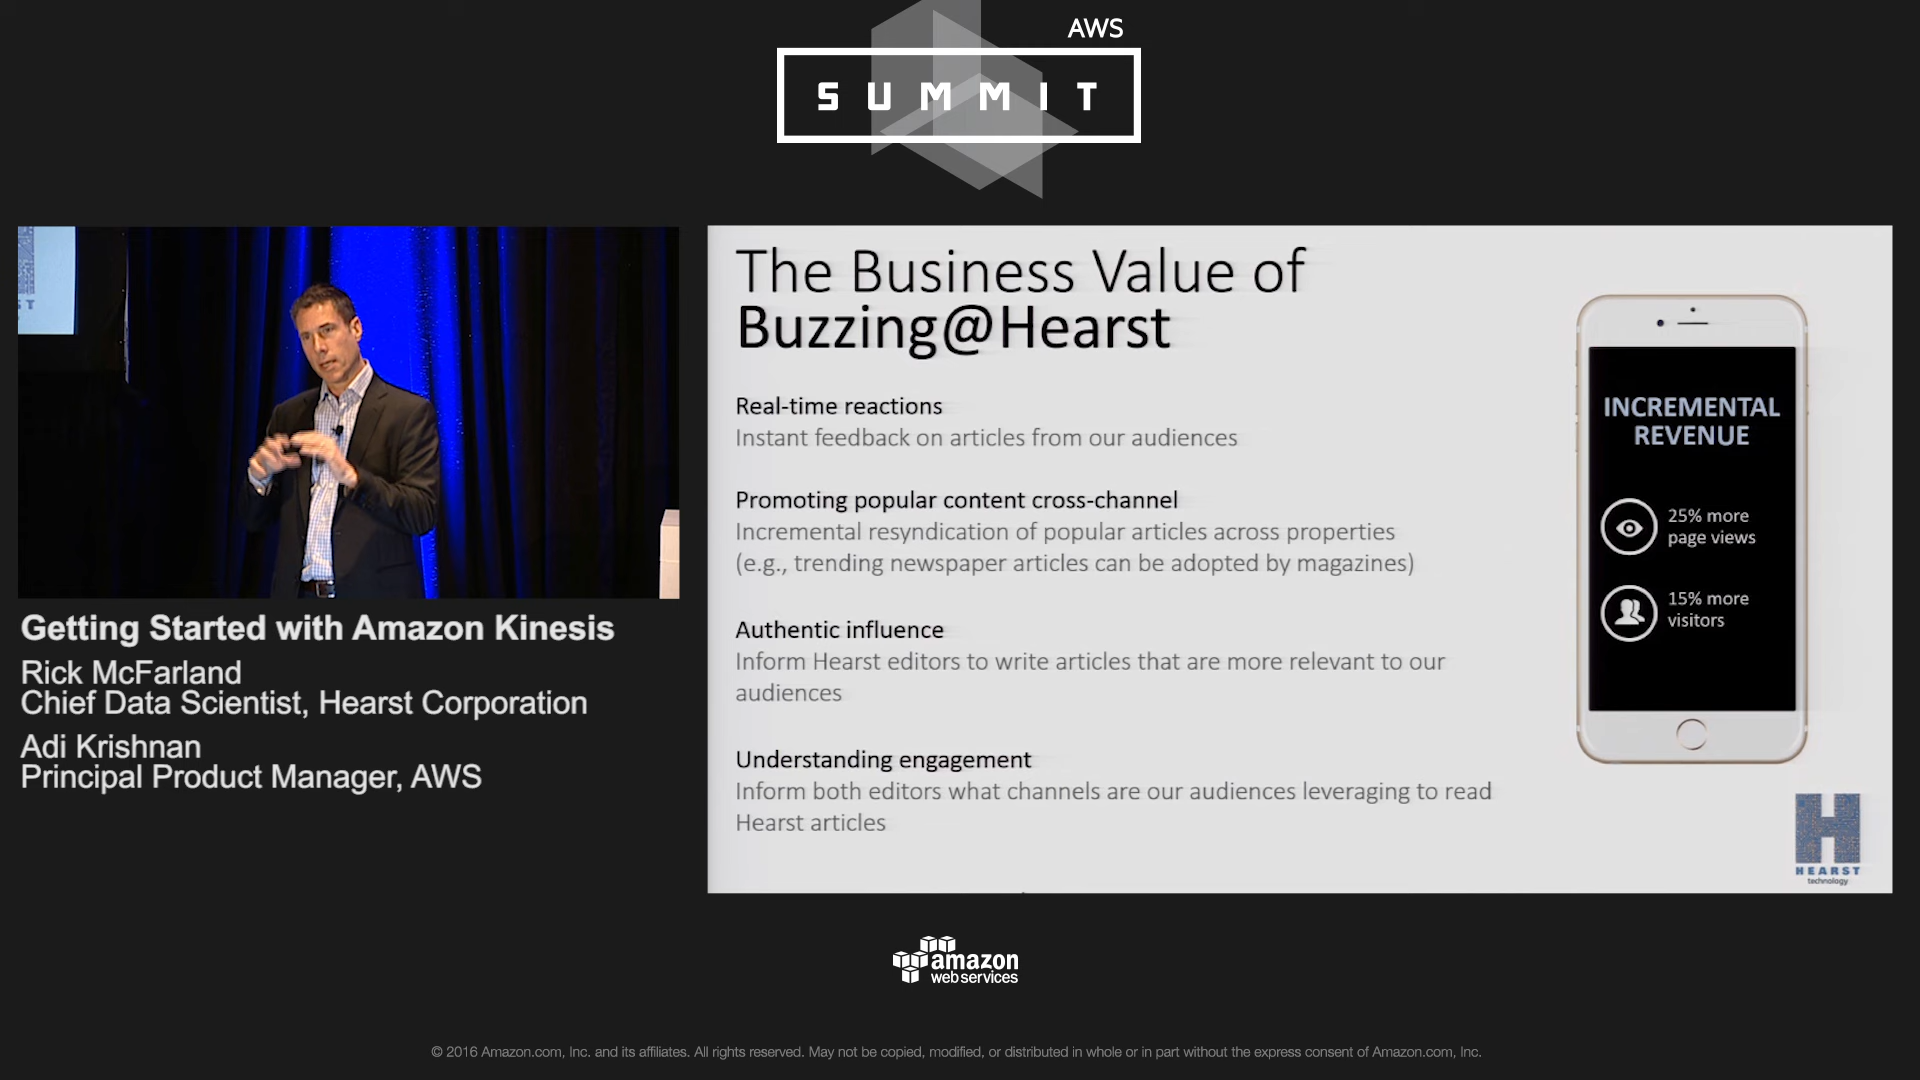 AWS
SUMMIT
The Business Value of
Buzzing@Hearst
Real-time reactions
Instant feedback on articles from our audiences
Promoting popular content cross-channel
Incremental resyndication of popular articles across properties
(e.g., trending newspaper articles can be adopted by magazines)
Authentic influence
Inform Hearst editors to write articles that are more relevant to our
audiences
Understanding engagement
Inform both editors what channels are our audiences leveraging to read
Hearst articles
INCREMENTAL
REVENUE
25% more
page views
15% more
visitors
HEARST
technology
Getting Started with Amazon Kinesis
Rick McFarland
Chief Data Scientist, Hearst Corporation
Adi Krishnan
Principal Product Manager, AWS
amazon
webservices
© 2016 Amazon.com, Inc. and its affiliates. All rights reserved. May not be copied, modified, or distributed in whole or in part without the express consent of Amazon.com, Inc.